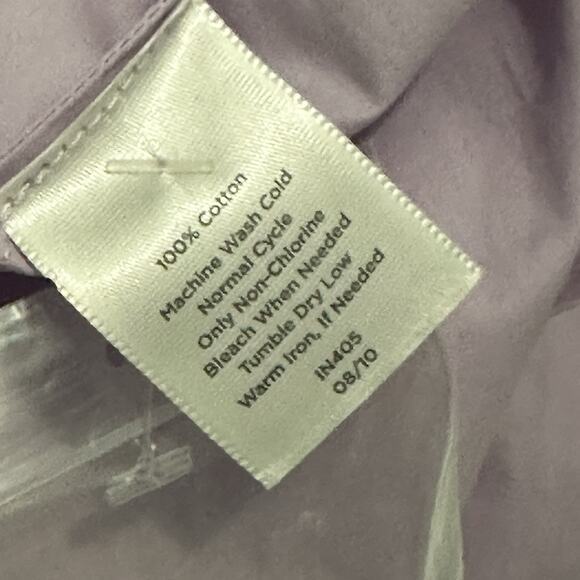 100% Cotton
Machine Wash Cold
Normal Cycle
Only Non-Chlorine
Bleach When Needed
Tumble Dry Low
Warm Iron, If Needed
IN405
08/10